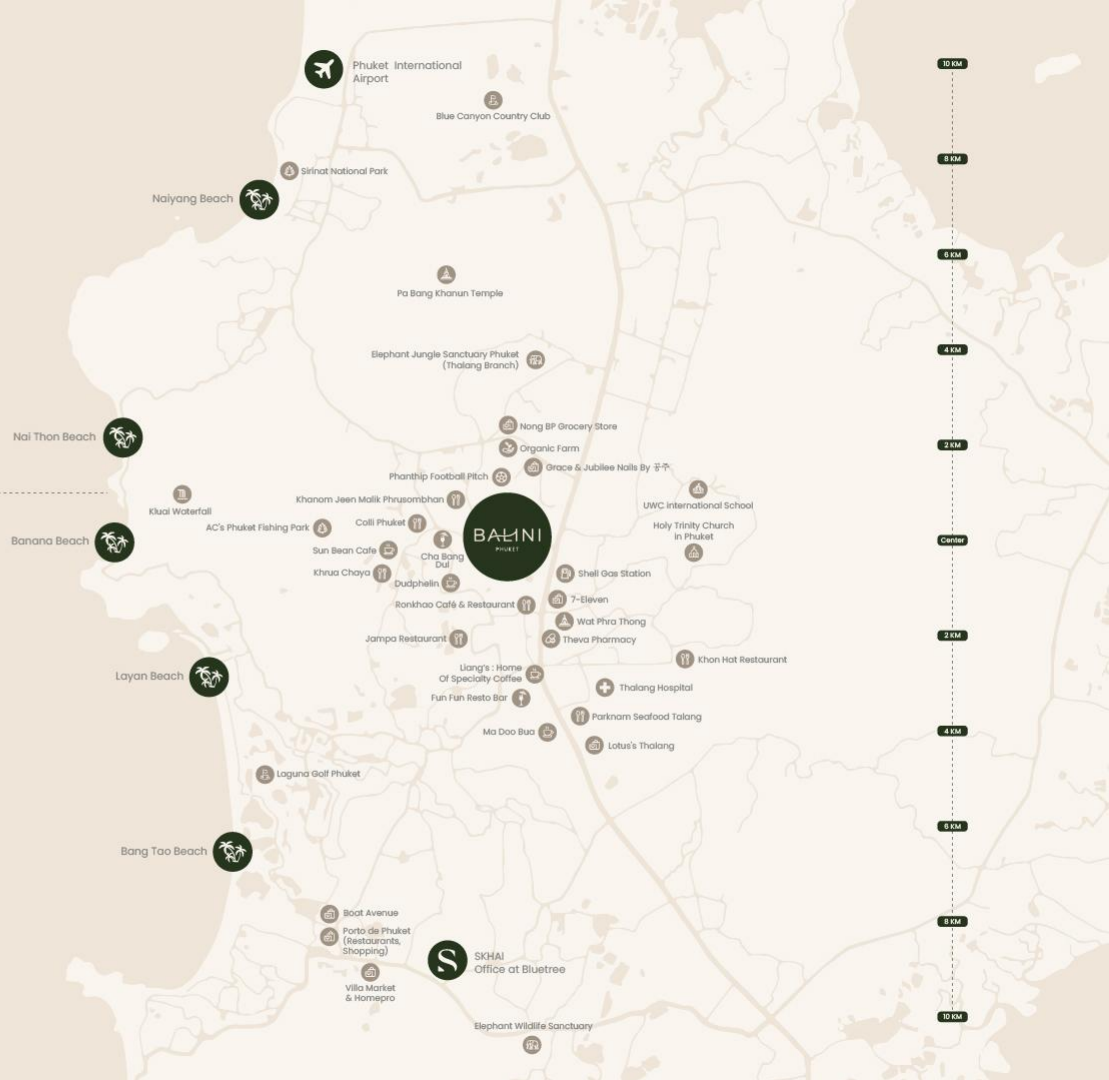 Phuket International
Airport
10 KM
Blue Canyon Country Club
8 KM
Sirinat National Park
Naiyang Beach
6 KM
Pa Bang Khanun Temple
4 KM
Elephant Jungle Sanctuary Phuket
(Thalang Branch)
Nong BP Grocery Store
Nai Thon Beach
2 KM
Organic Farm
Grace & Jubilee Nails By
Phanthip Football Pitch
Khanom Jeen Malik Phrusombhan
UWC international School
Kluai Waterfall
Colli Phuket
AC's Phuket Fishing Park
Holy Trinity Church
in Phuket
BALINI
PHUKET
Banana Beach
Center
Sun Bean Cafe
Cha Bang
Dul
Khrua Chaya
Shell Gas Station
Dudphelin
7-Eleven
Ronkhao Café & Restaurant
Wat Phra Thong
Jampa Restaurant
Theva Pharmacy
2 KM
Khon Hat Restaurant
Liang's : Home
Of Specialty Coffee
Layan Beach
Thalang Hospital
Fun Fun Resto Bar
Parknam Seafood Talang
Ma Doo Bua
4 KM
Lotus's Thalang
Laguna Golf Phuket
6 KM
Bang Tao Beach
Boat Avenue
8 KM
Porto de Phuket
(Restaurants,
Shopping)
S
SKHAI
Office at Bluetree
Villa Market
& Homepro
10 KM
Elephant Wildlife Sanctuary